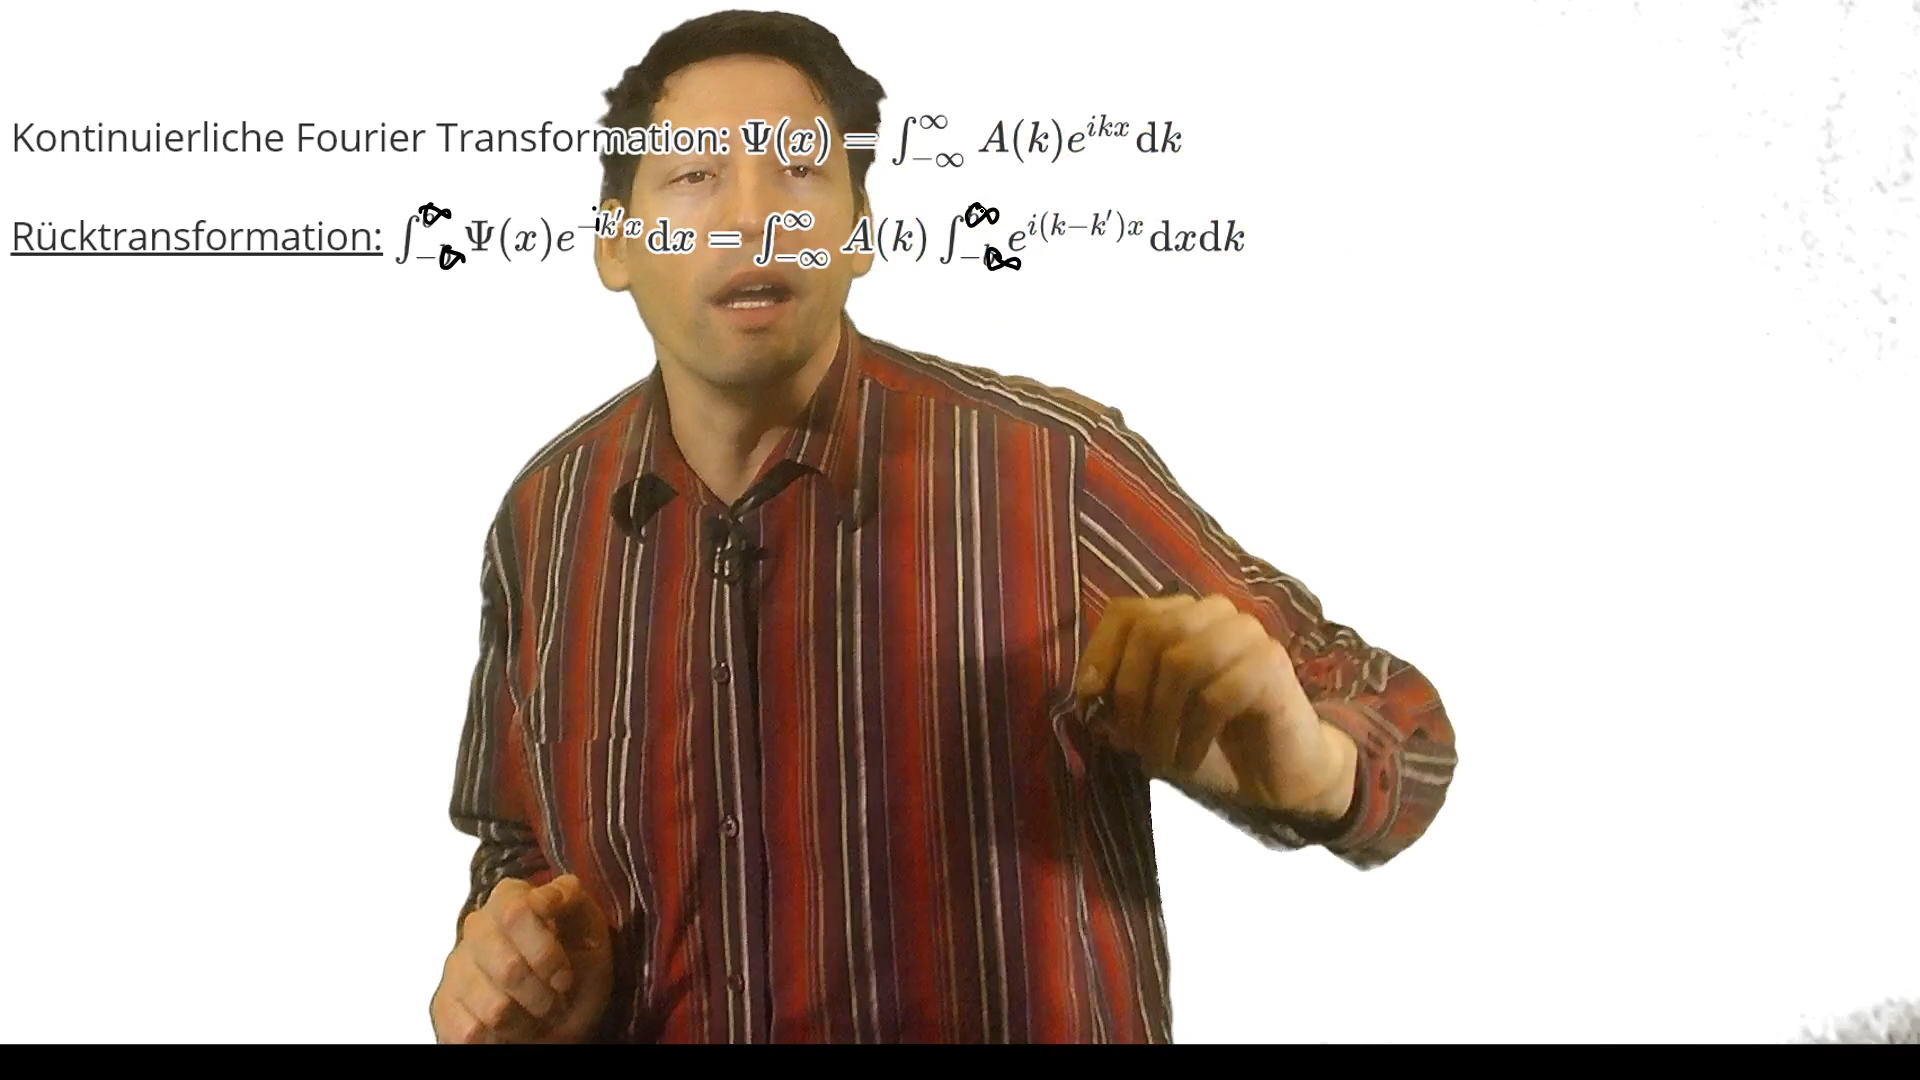 Kontinuierliche Fourier Transformation: Ψ(x) = ∫_{-∞}^{∞} A(k)e^{ikx} dk
Rücktransformation: ∫_{-∞}^{∞} Ψ(x)e^{-ik'x} dx = ∫_{-∞}^{∞} A(k) ∫_{-∞}^{∞} e^{i(k-k')x} dxdk